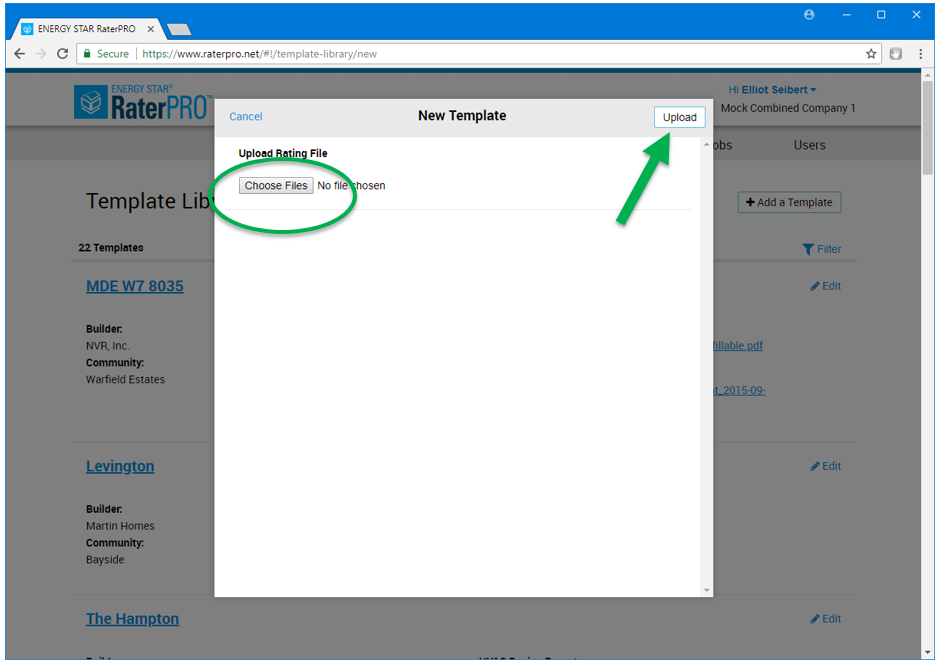 ENERGY STAR RaterPRO
Secure https://www.raterpro.net/#!/template-library/new
ENERGY STAR®
RaterPRO™
Hi Elliot Seibert
Mock Combined Company 1
Cancel New Template Upload
obs Users
Upload Rating File
Choose Files No file chosen
Template Lib
+ Add a Template
22 Templates Filter
MDE W7 8035 Edit
Builder:
NVR, Inc. fillable.pdf
Community:
Warfield Estates
t_2015-09-
Levington Edit
Builder:
Martin Homes
Community:
Bayside
The Hampton Edit